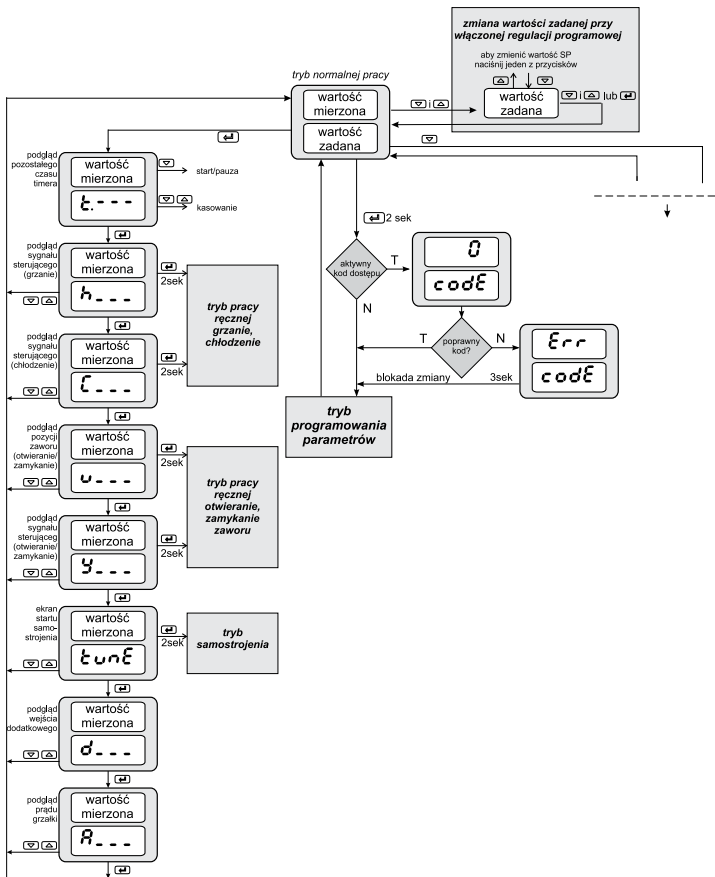 zmiana wartości zadanej przy
włączonej regulacji programowej
aby zmienić wartość SP
naciśnij jeden z przycisków
wartość
zadana
i
lub
tryb normalnej pracy
wartość
mierzona
wartość
zadana
i
podgląd
pozostałego
czasu
timera
wartość
mierzona
t.---
start/pauza
kasowanie
podgląd
sygnału
sterującego
(grzanie)
wartość
mierzona
h---
2sek
tryb pracy
ręcznej
grzanie,
chłodzenie
podgląd
sygnału
sterującego
(chłodzenie)
wartość
mierzona
C---
2sek
podgląd
pozycji
zaworu
(otwieranie/
zamykanie)
wartość
mierzona
u---
2sek
tryb pracy
ręcznej
otwieranie,
zamykanie
zaworu
podgląd
sygnału
sterująceg
(otwieranie/
zamykanie)
wartość
mierzona
y---
2sek
ekran
startu
samo-
strojenia
wartość
mierzona
tunE
2sek
tryb
samostrojenia
podgląd
wejścia
dodatkowego
wartość
mierzona
d---
podgląd
prądu
grzałki
wartość
mierzona
A---
2 sek
aktywny
kod dostępu
T
N
0
codE
poprawny
kod?
T
N
Err
codE
blokada zmiany
3sek
tryb
programowania
parametrów